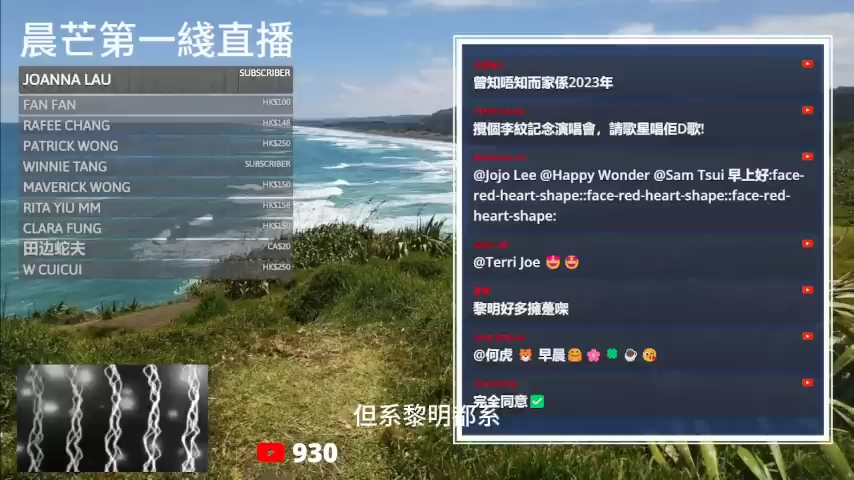 晨芒第一綫直播
JOANNA LAU SUBSCRIBER
FAN FAN HK$100
RAFEE CHANG HK$148
PATRICK WONG HK$250
WINNIE TANG SUBSCRIBER
MAVERICK WONG HK$150
RITA YIU MM HK$158
CLARA FUNG
田边蛇夫 CA$20
W CUICUI HK$250
曾知唔知而家係2023年
攪個李紋記念演唱會，請歌星唱佢D歌!
@Jojo Lee @Happy Wonder @Sam Tsui 早上好:face-
red-heart-shape::face-red-heart-shape::face-red-
heart-shape:
@Terri Joe 🤩🤩
黎明好多擁躉㗎
@何虎 🦊 早晨🤗🌸🍀☕😘
完全同意✅
但系黎明都系
930